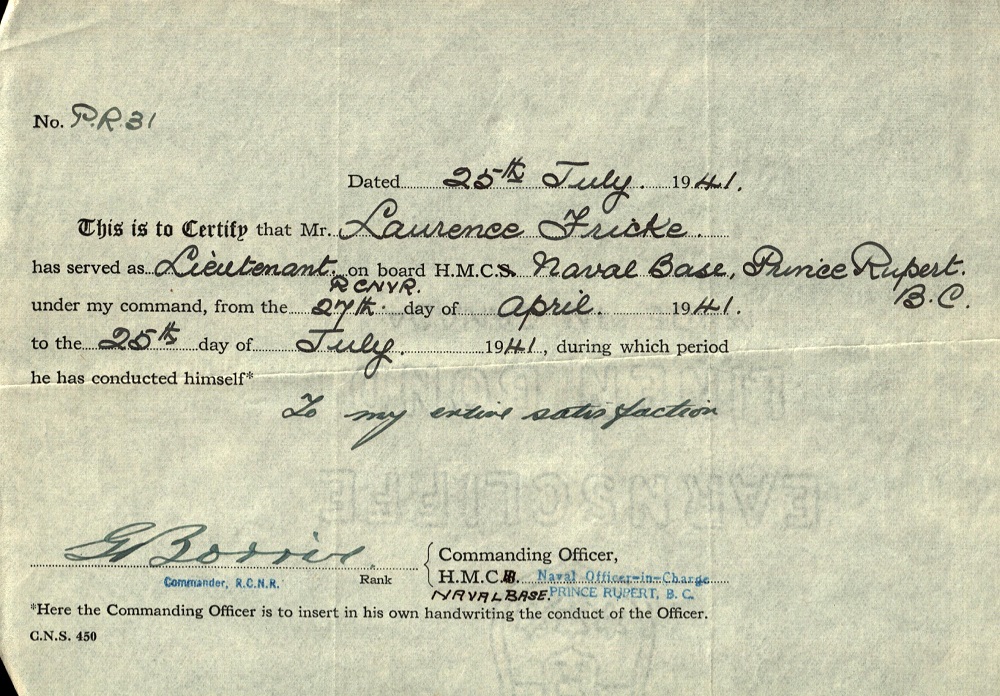 No. P.R. 31
Dated 25th July. 1941.
This is to Certify that Mr. Laurence Fricke
has served as Lieutenant. on board H.M.C.S. Naval Base, Prince Rupert.
RCNVR. B.C.
under my command, from the 27th day of April. 1941.
to the 25th day of July. 1941, during which period
he has conducted himself*
To my entire satisfaction
Commanding Officer,
Commander, R.C.N.R. Rank H.M.C. Naval Officer-in-Charge
NAVAL BASE. PRINCE RUPERT, B. C.
*Here the Commanding Officer is to insert in his own handwriting the conduct of the Officer.
C.N.S. 450
EARNSCLIFFE